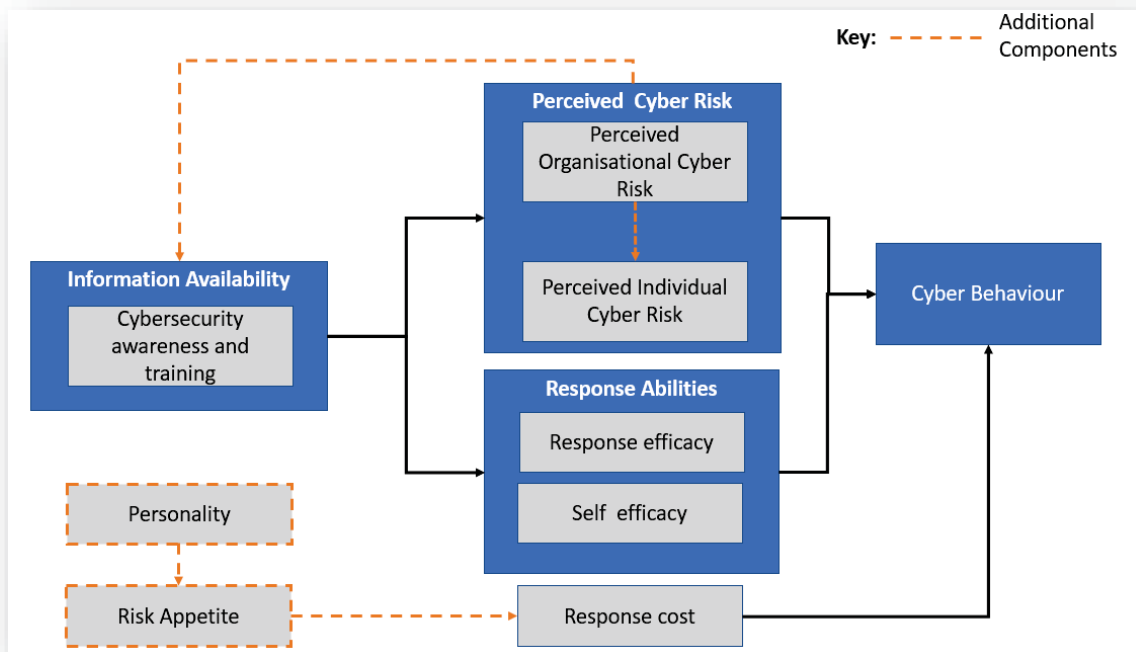 Key:
Additional
Components
Perceived Cyber Risk
Perceived
Organisational Cyber
Risk
Perceived Individual
Cyber Risk
Information Availability
Cybersecurity
awareness and
training
Cyber Behaviour
Response Abilities
Response efficacy
Self efficacy
Personality
Risk Appetite
Response cost